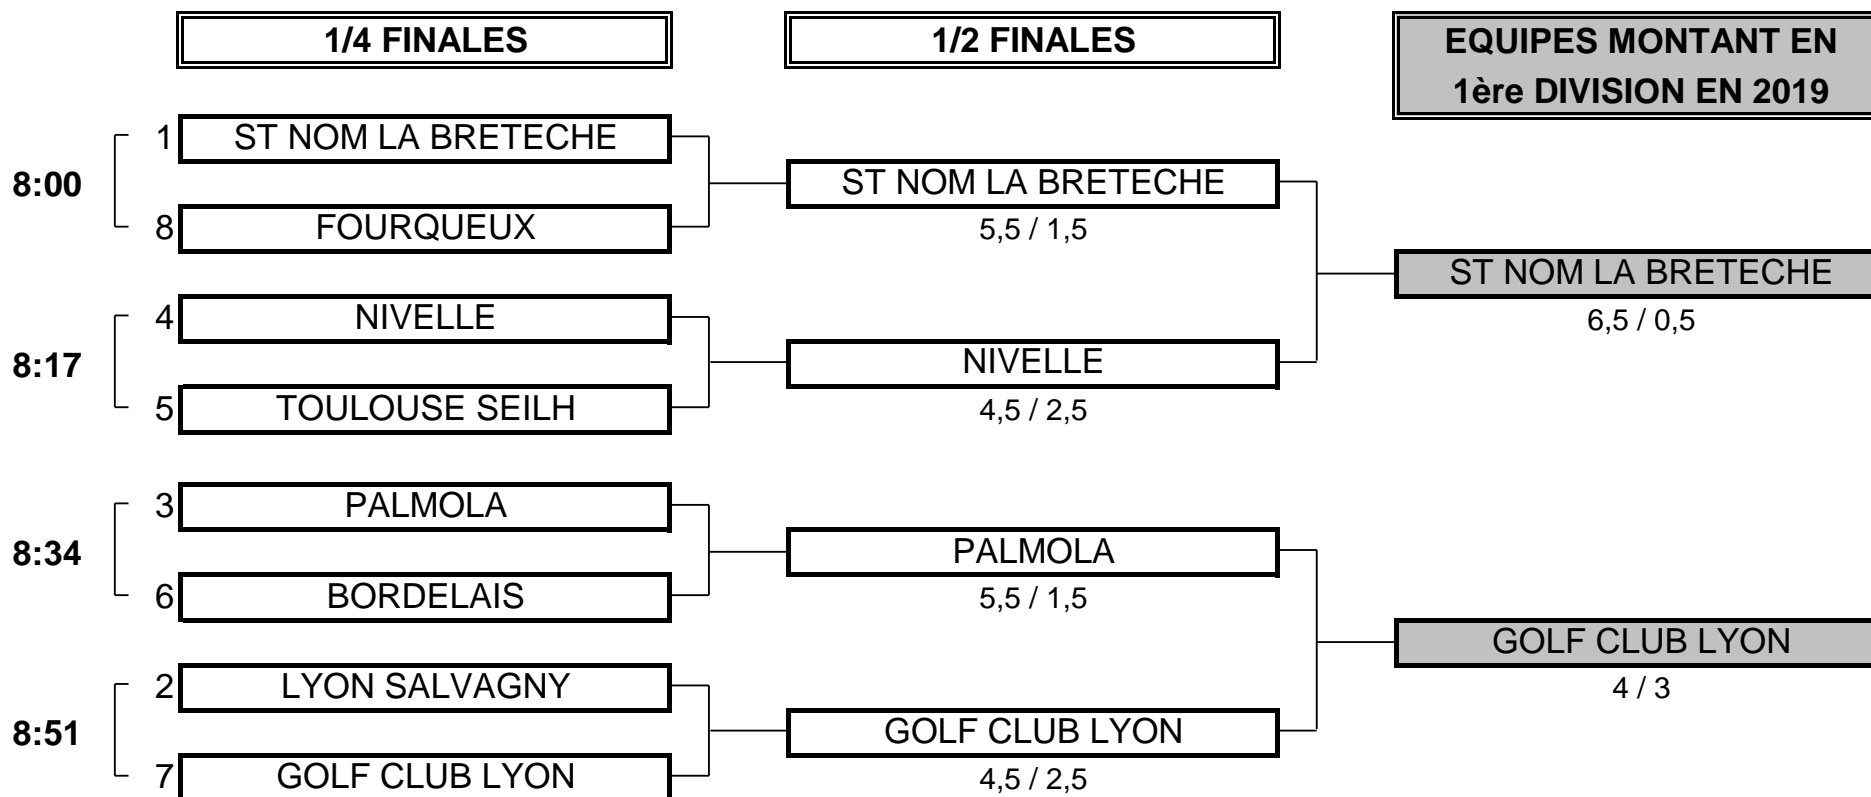 1/4 FINALES
1/2 FINALES
EQUIPES MONTANT EN
1ère DIVISION EN 2019
8:00
1 ST NOM LA BRETECHE
8 FOURQUEUX
ST NOM LA BRETECHE
5,5 / 1,5
ST NOM LA BRETECHE
6,5 / 0,5
8:17
4 NIVELLE
5 TOULOUSE SEILH
NIVELLE
4,5 / 2,5
8:34
3 PALMOLA
6 BORDELAIS
PALMOLA
5,5 / 1,5
GOLF CLUB LYON
4 / 3
8:51
2 LYON SALVAGNY
7 GOLF CLUB LYON
GOLF CLUB LYON
4,5 / 2,5